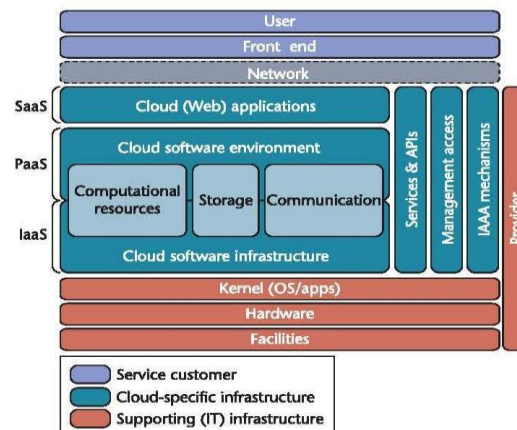 User
Front end
Network
SaaS
Cloud (Web) applications
PaaS
Cloud software environment
Computational
resources
Storage
Communication
IaaS
Cloud software infrastructure
Services & APIs
Management access
IAAA mechanisms
Provider
Kernel (OS/apps)
Hardware
Facilities
Service customer
Cloud-specific infrastructure
Supporting (IT) infrastructure